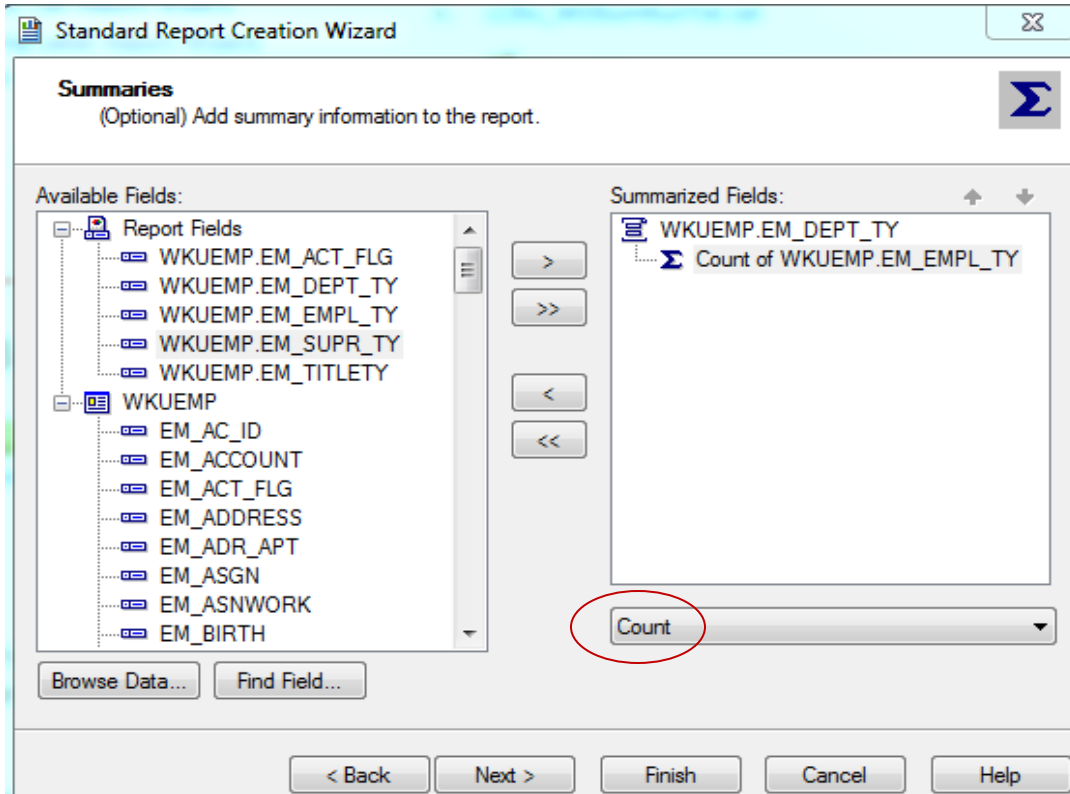 Standard Report Creation Wizard
Summaries
(Optional) Add summary information to the report.
Σ
Available Fields:
Report Fields
WKUEMP.EM_ACT_FLG
WKUEMP.EM_DEPT_TY
WKUEMP.EM_EMPL_TY
WKUEMP.EM_SUPR_TY
WKUEMP.EM_TITLETY
WKUEMP
EM_AC_ID
EM_ACCOUNT
EM_ACT_FLG
EM_ADDRESS
EM_ADR_APT
EM_ASGN
EM_ASNWORK
EM_BIRTH
Browse Data...
Find Field...
>
>>
<
<<
Summarized Fields:
WKUEMP.EM_DEPT_TY
Σ Count of WKUEMP.EM_EMPL_TY
Count
< Back Next > Finish Cancel Help